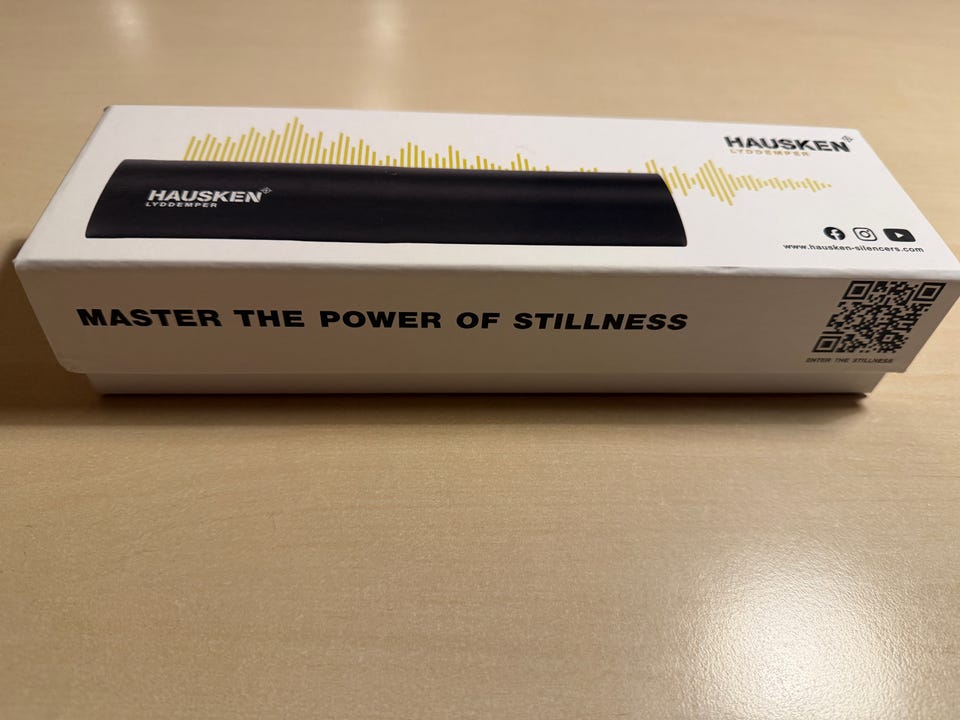 HAUSKEN
LYDDEMPER
HAUSKEN
LYDDEMPER
www.hausken-silencers.com
MASTER THE POWER OF STILLNESS
ENTER THE STILLNESS